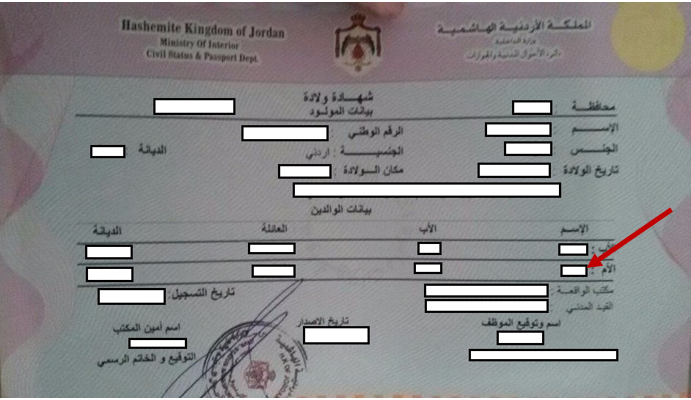 Hashemite Kingdom of Jordan
Ministry Of Interior
Civil Status & Passport Dept.
المملكة الأردنية الهاشمية
وزارة الداخلية
دائرة الأحوال المدنية والجوازات
شهادة ولادة
محافظة :
بيانات المولود
الإسم : الرقم الوطني :
الجنس : الجنسية : اردني الديانة :
تاريخ الولادة : مكان الولادة :
بيانات الوالدين
الإسم الأب العائلة الديانة
الأب :
الأم :
مكتب الواقعة : تاريخ التسجيل :
القيد المدني :
اسم وتوقيع الموظف تاريخ الاصدار اسم أمين المكتب
التوقيع و الخاتم الرسمي